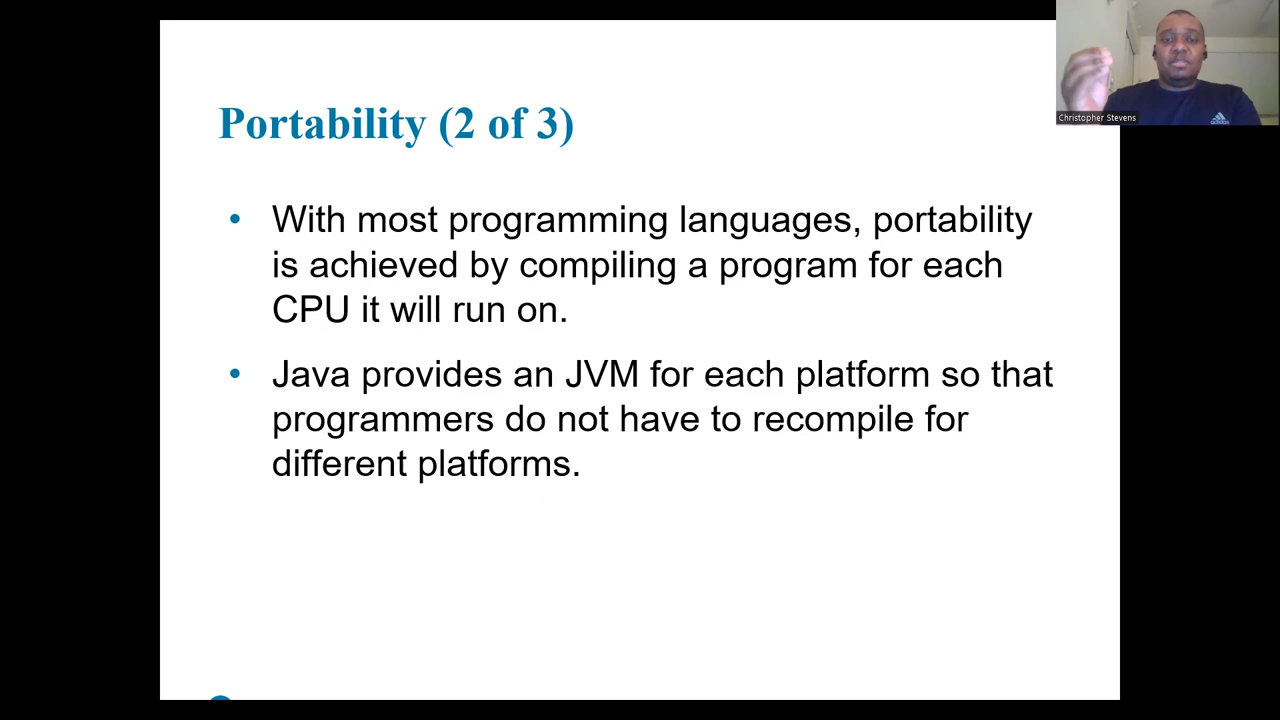 Portability (2 of 3)
• With most programming languages, portability
is achieved by compiling a program for each
CPU it will run on.
• Java provides an JVM for each platform so that
programmers do not have to recompile for
different platforms.
Christopher Stevens
adidas